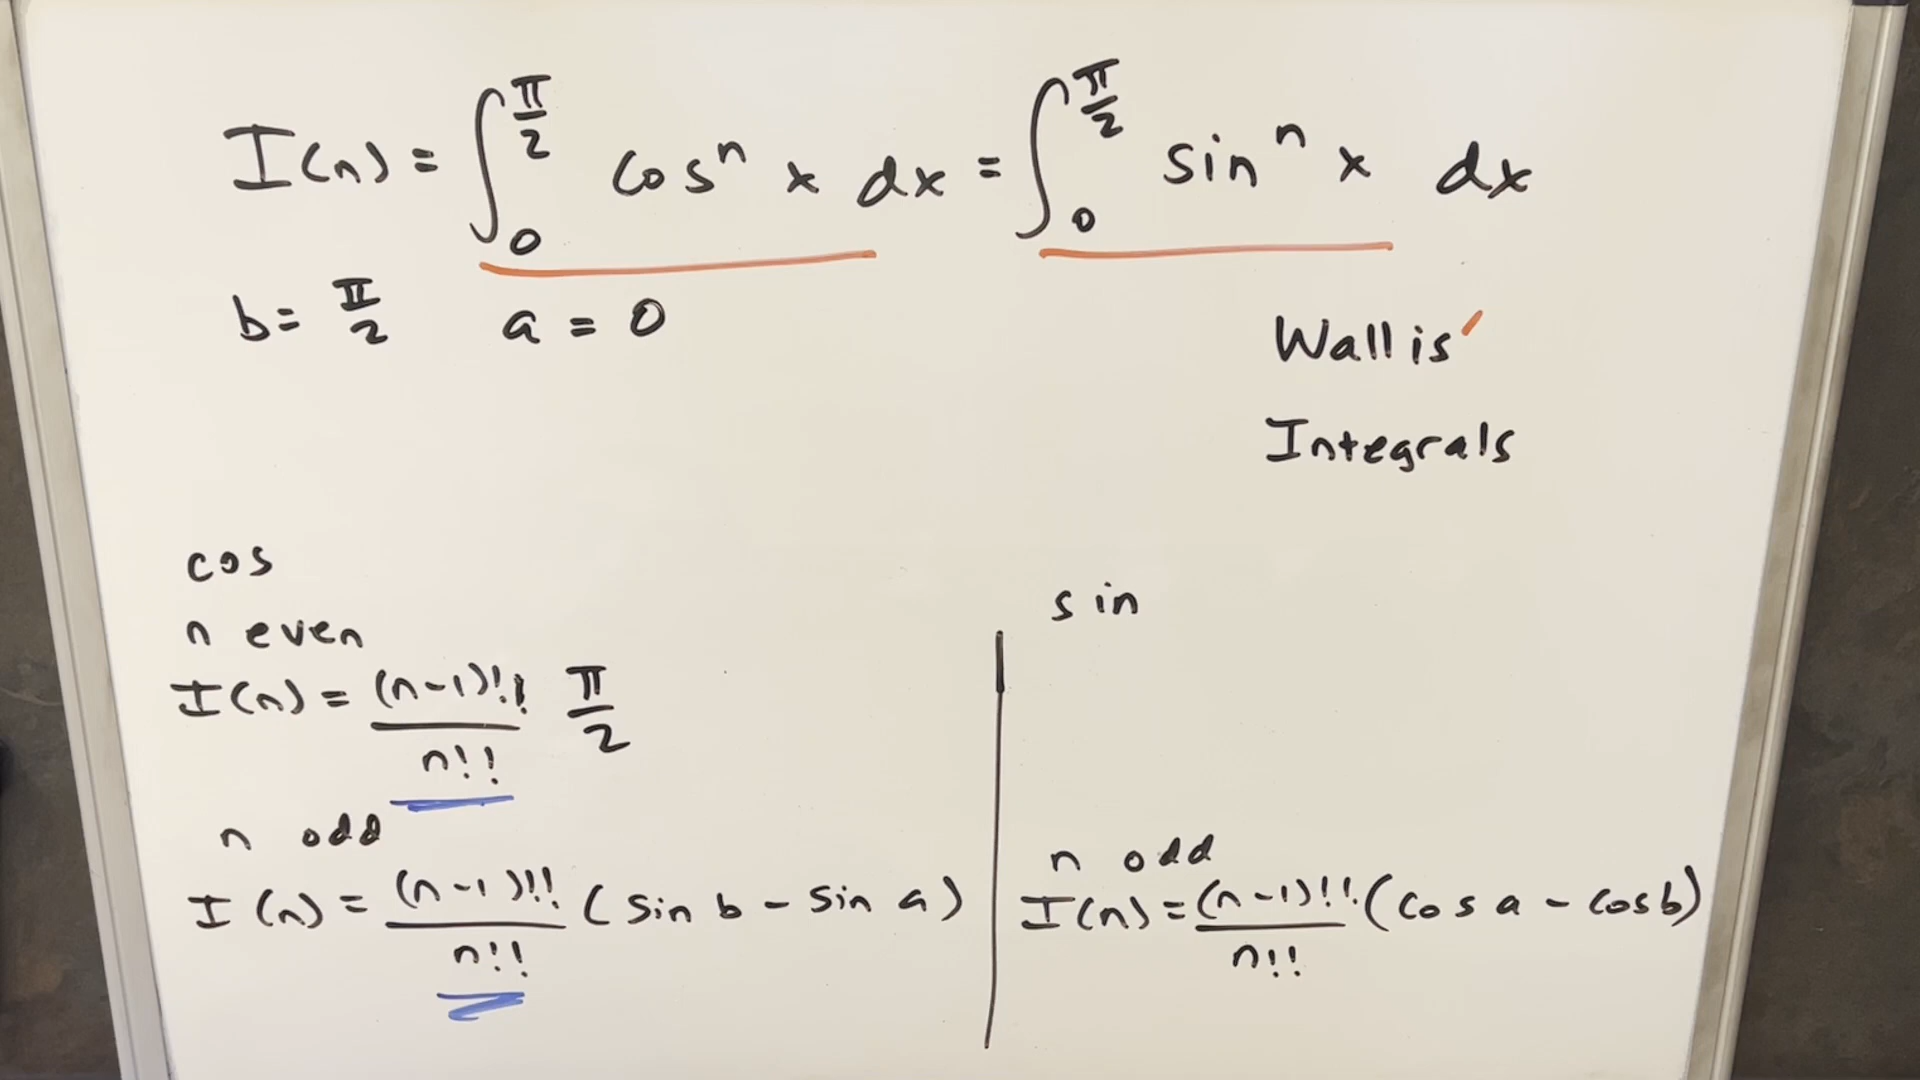 I(n) = ∫₀^(π/2) cosⁿ x dx = ∫₀^(π/2) sinⁿ x dx
b = π/2 a = 0
Wallis'
Integrals
cos
n even
I(n) = (n-1)!!/n!! π/2
n odd
I(n) = (n-1)!!/n!! (sin b - sin a)
sin
n odd
I(n) = (n-1)!!/n!! (cos a - cos b)